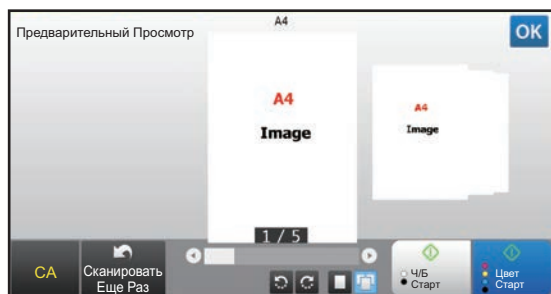 A4
Предварительный Просмотр
OK
A4
Image
A4
Image
1 / 5
CA
Сканировать
Еще Раз
Ч/Б
Старт
Цвет
Старт